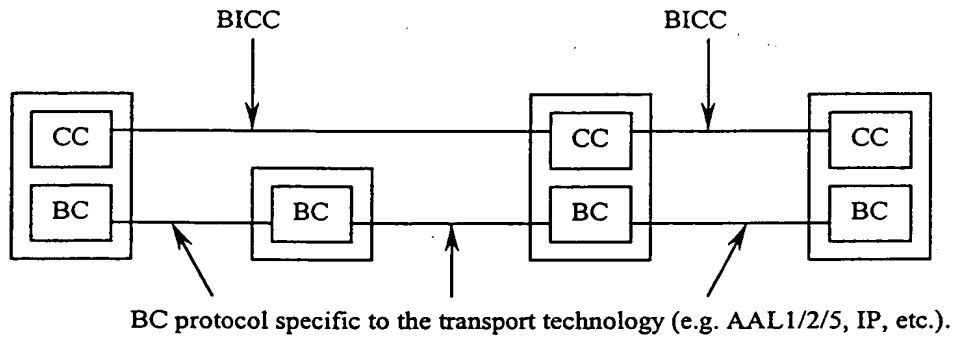 BICC
BICC
CC
CC
CC
BC
BC
BC
BC
BC protocol specific to the transport technology (e.g. AAL1/2/5, IP, etc.).